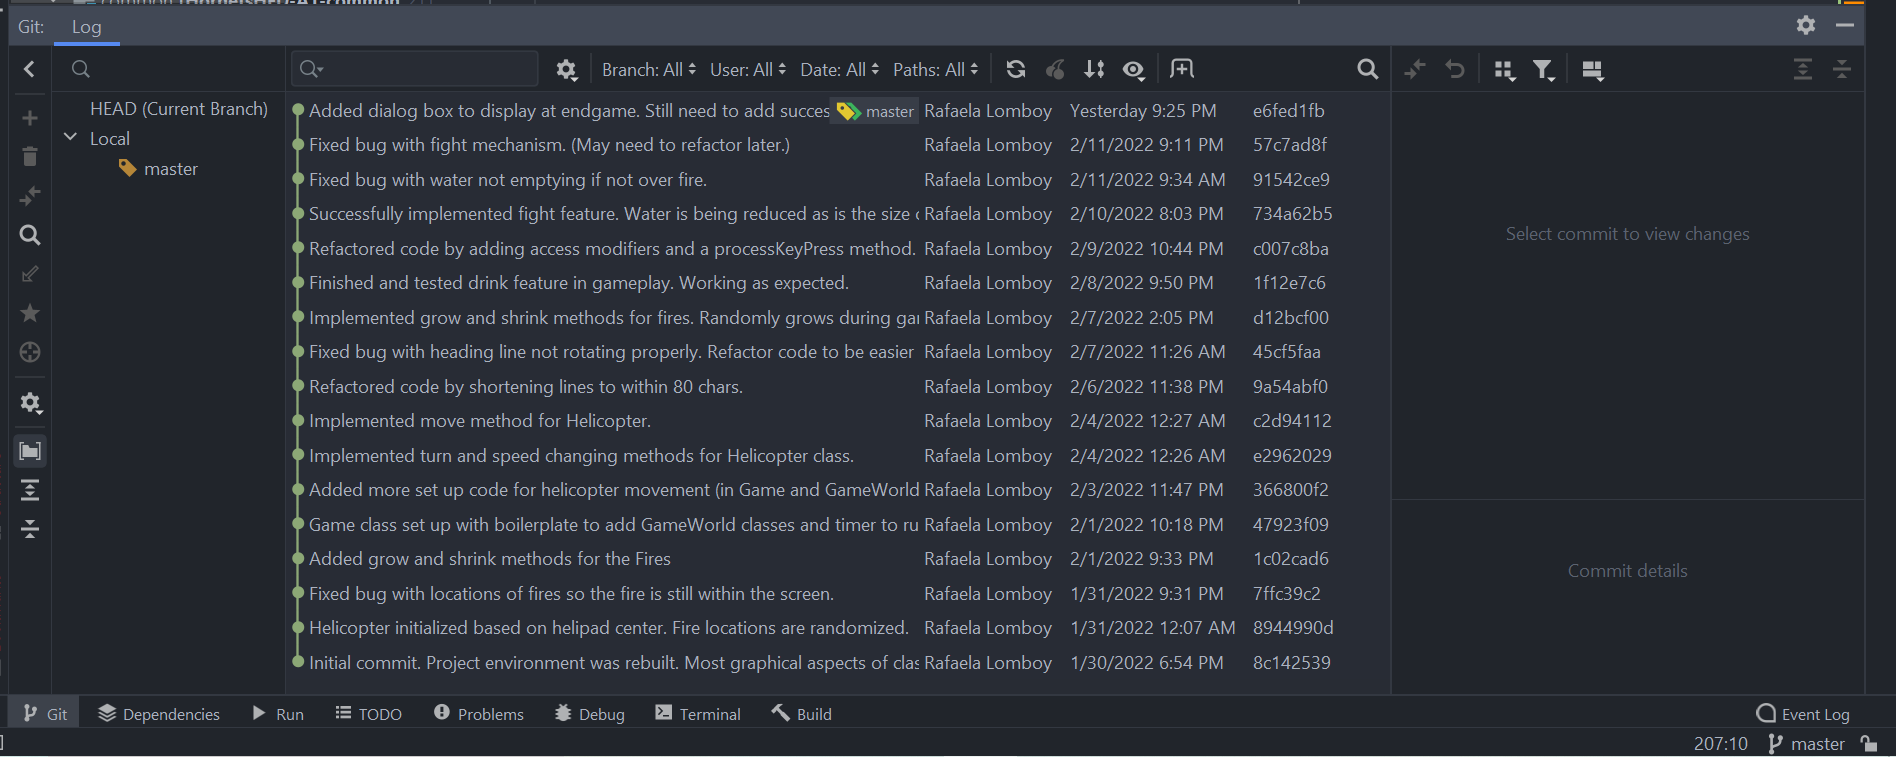 common [HornetsHFD-A1-common
Git: Log
Branch: All User: All Date: All Paths: All
HEAD (Current Branch)
Local
master
Added dialog box to display at endgame. Still need to add succes master Rafaela Lomboy Yesterday 9:25 PM e6fed1fb
Fixed bug with fight mechanism. (May need to refactor later.) Rafaela Lomboy 2/11/2022 9:11 PM 57c7ad8f
Fixed bug with water not emptying if not over fire. Rafaela Lomboy 2/11/2022 9:34 AM 91542ce9
Successfully implemented fight feature. Water is being reduced as is the size Rafaela Lomboy 2/10/2022 8:03 PM 734a62b5
Refactored code by adding access modifiers and a processKeyPress method. Rafaela Lomboy 2/9/2022 10:44 PM c007c8ba
Finished and tested drink feature in gameplay. Working as expected. Rafaela Lomboy 2/8/2022 9:50 PM 1f12e7c6
Implemented grow and shrink methods for fires. Randomly grows during gar Rafaela Lomboy 2/7/2022 2:05 PM d12bcf00
Fixed bug with heading line not rotating properly. Refactor code to be easier Rafaela Lomboy 2/7/2022 11:26 AM 45cf5faa
Refactored code by shortening lines to within 80 chars. Rafaela Lomboy 2/6/2022 11:38 PM 9a54abf0
Implemented move method for Helicopter. Rafaela Lomboy 2/4/2022 12:27 AM c2d94112
Implemented turn and speed changing methods for Helicopter class. Rafaela Lomboy 2/4/2022 12:26 AM e2962029
Added more set up code for helicopter movement (in Game and GameWorld Rafaela Lomboy 2/3/2022 11:47 PM 366800f2
Game class set up with boilerplate to add GameWorld classes and timer to ru Rafaela Lomboy 2/1/2022 10:18 PM 47923f09
Added grow and shrink methods for the Fires Rafaela Lomboy 2/1/2022 9:33 PM 1c02cad6
Fixed bug with locations of fires so the fire is still within the screen. Rafaela Lomboy 1/31/2022 9:31 PM 7ffc39c2
Helicopter initialized based on helipad center. Fire locations are randomized. Rafaela Lomboy 1/31/2022 12:07 AM 8944990d
Initial commit. Project environment was rebuilt. Most graphical aspects of clas Rafaela Lomboy 1/30/2022 6:54 PM 8c142539
Select commit to view changes
Commit details
Git Dependencies Run TODO Problems Debug Terminal Build Event Log
207:10 master